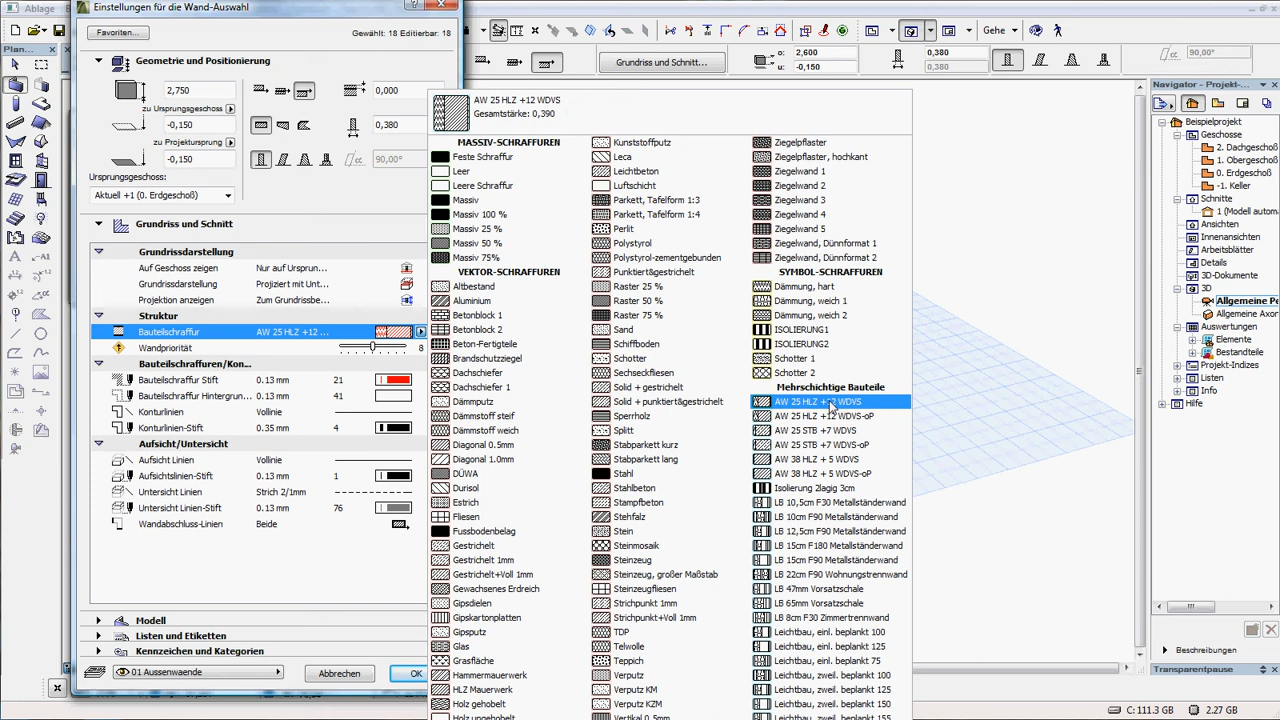 Ablage
Einstellungen für die Wand-Auswahl
Favoriten...
Gewählt: 18 Editierbar: 18
Plan...
Gehe
Geometrie und Positionierung
2,750
zu Ursprungsgeschoss
-0,150
zu Projektursprung
-0,150
Ursprungsgeschoss:
Aktuell +1 (0. Erdgeschoß)
0,000
0,380
90,00°
Grundriss und Schnitt...
o:
2,600
u:
-0,150
0,380
0,380
90,00°
Grundriss und Schnitt
Grundrissdarstellung
Auf Geschoss zeigen
Nur auf Ursprun...
Grundrissdarstellung
Projiziert mit Unt...
Projektion anzeigen
Zum Grundrissbe...
Struktur
Bauteilschraffur
AW 25 HLZ +12 ...
Wandpriorität
8
Bauteilschraffuren/Kon...
Bauteilschraffur Stift
0.13 mm
21
Bauteilschraffur Hintergrun...
0.13 mm
41
Konturlinien
Vollinie
Konturlinien-Stift
0.35 mm
4
Aufsicht/Untersicht
Aufsicht Linien
Vollinie
Aufsichtslinien-Stift
0.13 mm
1
Untersicht Linien
Strich 2/1mm
Untersicht Linien-Stift
0.13 mm
76
Wandabschluss-Linien
Beide
Modell
Listen und Etiketten
Kennzeichen und Kategorien
01 Aussenwaende
Abbrechen
OK
AW 25 HLZ +12 WDVS
Gesamtstärke: 0,390
MASSIV-SCHRAFFUREN
Feste Schraffur
Leer
Leere Schraffur
Massiv
Massiv 100 %
Massiv 25 %
Massiv 50 %
Massiv 75%
VEKTOR-SCHRAFFUREN
Altbestand
Aluminium
Betonblock 1
Betonblock 2
Beton-Fertigteile
Brandschutzziegel
Dachschiefer
Dachschiefer 1
Dämmputz
Dämmstoff steif
Dämmstoff weich
Diagonal 0.5mm
Diagonal 1.0mm
DÜWA
Durisol
Estrich
Fliesen
Fussbodenbelag
Gestrichelt
Gestrichelt 1mm
Gestrichelt+Voll 1mm
Gewachsenes Erdreich
Gipsdielen
Gipskartonplatten
Gipsputz
Glas
Grasfläche
Hammermauerwerk
HLZ Mauerwerk
Holz gehobelt
Holz ungehobelt
Kunststoffputz
Leca
Leichtbeton
Luftschicht
Parkett, Tafelform 1:3
Parkett, Tafelform 1:4
Perlit
Polystyrol
Polystyrol-zementgebunden
Punktiert&gestrichelt
Raster 25 %
Raster 50 %
Raster 75 %
Sand
Schiffboden
Schotter
Sechseckfliesen
Solid + gestrichelt
Solid + punktiert&gestrichelt
Sperrholz
Splitt
Stabparkett kurz
Stabparkett lang
Stahl
Stahlbeton
Stampfbeton
Stehfalz
Stein
Steinmosaik
Steinzeug
Steinzeug, großer Maßstab
Steinzeugfliesen
Strichpunkt 1mm
Strichpunkt+Voll 1mm
TDP
Telwolle
Teppich
Verputz
Verputz KM
Verputz KZM
Vertikal 0.5mm
Ziegelpflaster
Ziegelpflaster, hochkant
Ziegelwand 1
Ziegelwand 2
Ziegelwand 3
Ziegelwand 4
Ziegelwand 5
Ziegelwand, Dünnformat 1
Ziegelwand, Dünnformat 2
SYMBOL-SCHRAFFUREN
Dämmung, hart
Dämmung, weich 1
Dämmung, weich 2
ISOLIERUNG1
ISOLIERUNG2
Schotter 1
Schotter 2
Mehrschichtige Bauteile
AW 25 HLZ +12 WDVS
AW 25 HLZ +12 WDVS-oP
AW 25 STB +7 WDVS
AW 25 STB +7 WDVS-oP
AW 38 HLZ + 5 WDVS
AW 38 HLZ + 5 WDVS-oP
Isolierung 2lagig 3cm
LB 10,5cm F30 Metallständerwand
LB 10cm F90 Metallständerwand
LB 12,5cm F90 Metallständerwand
LB 15cm F180 Metallständerwand
LB 15cm F90 Metallständerwand
LB 22cm F90 Wohnungstrennwand
LB 47mm Vorsatzschale
LB 65mm Vorsatzschale
LB 8cm F30 Zimmertrennwand
Leichtbau, einl. beplankt 100
Leichtbau, einl. beplankt 125
Leichtbau, einl. beplankt 75
Leichtbau, zweil. beplankt 100
Leichtbau, zweil. beplankt 125
Leichtbau, zweil. beplankt 150
Leichtbau, zweil. beplankt 155
Navigator - Projekt-...
Beispielprojekt
Geschosse
2. Dachgeschoß
1. Obergeschoß
0. Erdgeschoß
-1. Keller
Schnitte
1 (Modell autom
Ansichten
Innenansichten
Arbeitsblätter
Details
3D-Dokumente
3D
Allgemeine Pe
Allgemeine Axor
Auswertungen
Elemente
Bestandteile
Projekt-Indizes
Listen
Info
Hilfe
Beschreibungen
Transparentpause
C: 111.3 GB
2.27 GB